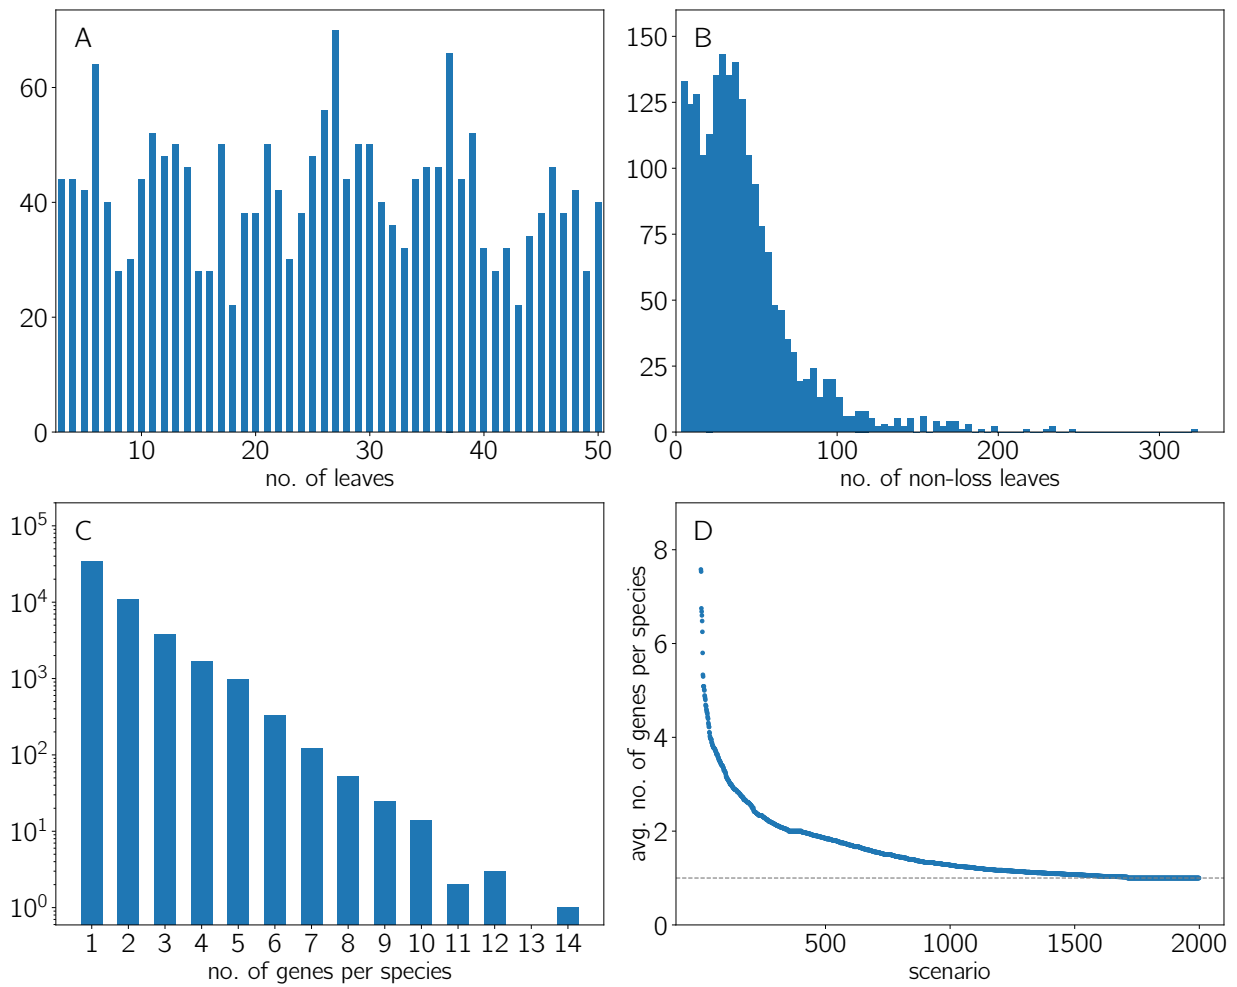 A
60
40
20
0
10 20 30 40 50
no. of leaves
B
150
125
100
75
50
25
0
0 100 200 300
no. of non-loss leaves
C
10^5
10^4
10^3
10^2
10^1
10^0
1 2 3 4 5 6 7 8 9 10 11 12 13 14
no. of genes per species
D
avg. no. of genes per species
8
6
4
2
0
500 1000 1500 2000
scenario